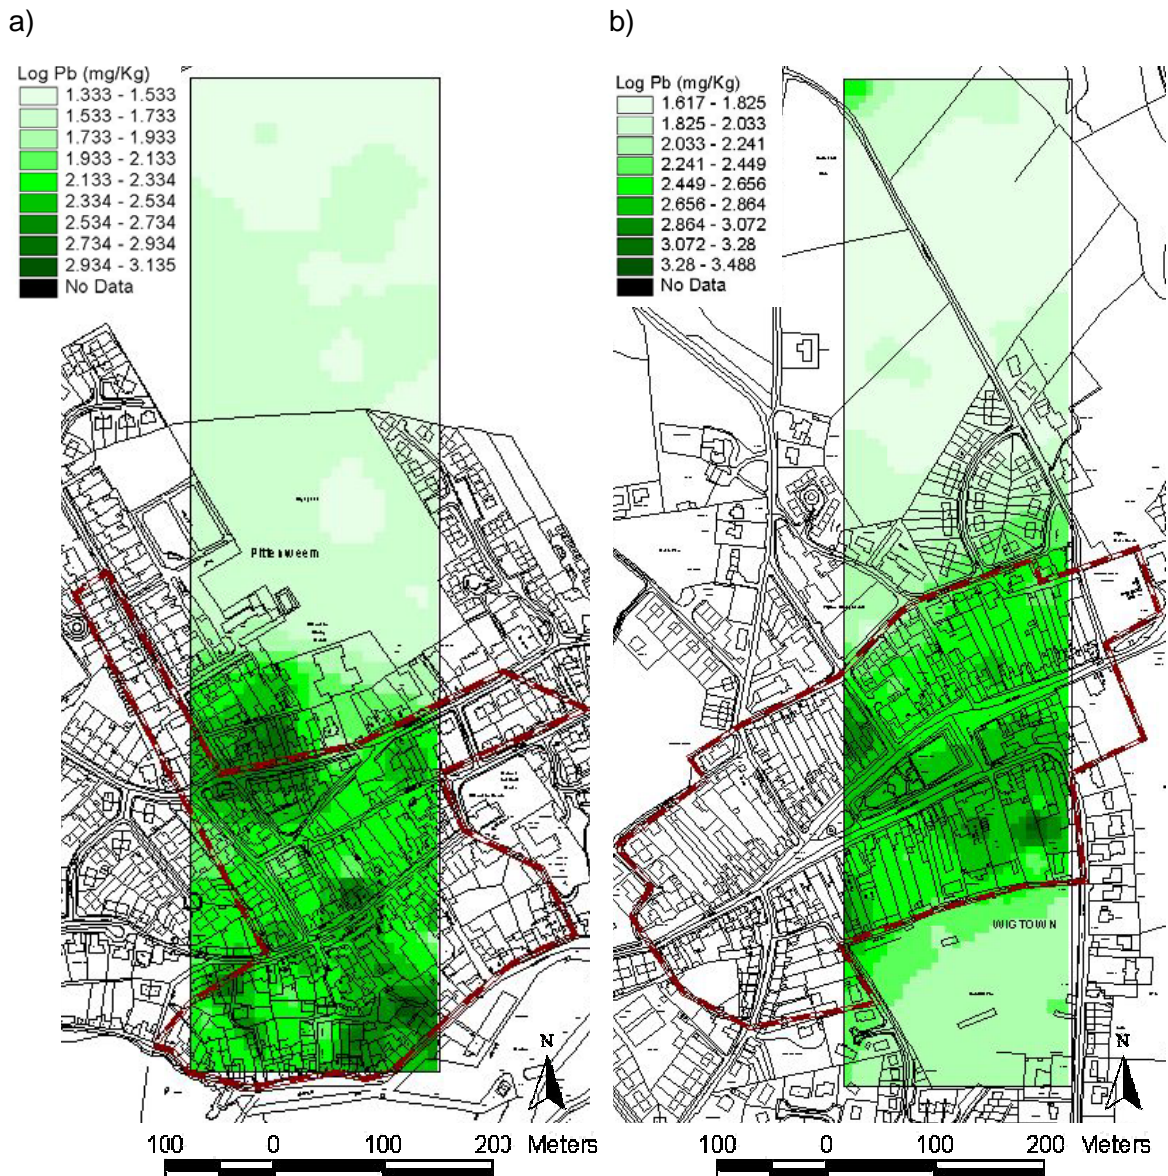 a)
b)
Log Pb (mg/Kg)
1.333 - 1.533
1.533 - 1.733
1.733 - 1.933
1.933 - 2.133
2.133 - 2.334
2.334 - 2.534
2.534 - 2.734
2.734 - 2.934
2.934 - 3.135
No Data
Log Pb (mg/Kg)
1.617 - 1.825
1.825 - 2.033
2.033 - 2.241
2.241 - 2.449
2.449 - 2.656
2.656 - 2.864
2.864 - 3.072
3.072 - 3.28
3.28 - 3.488
No Data
Pittenweem
WIGTOWN
N
N
100 0 100 200 Meters
100 0 100 200 Meters